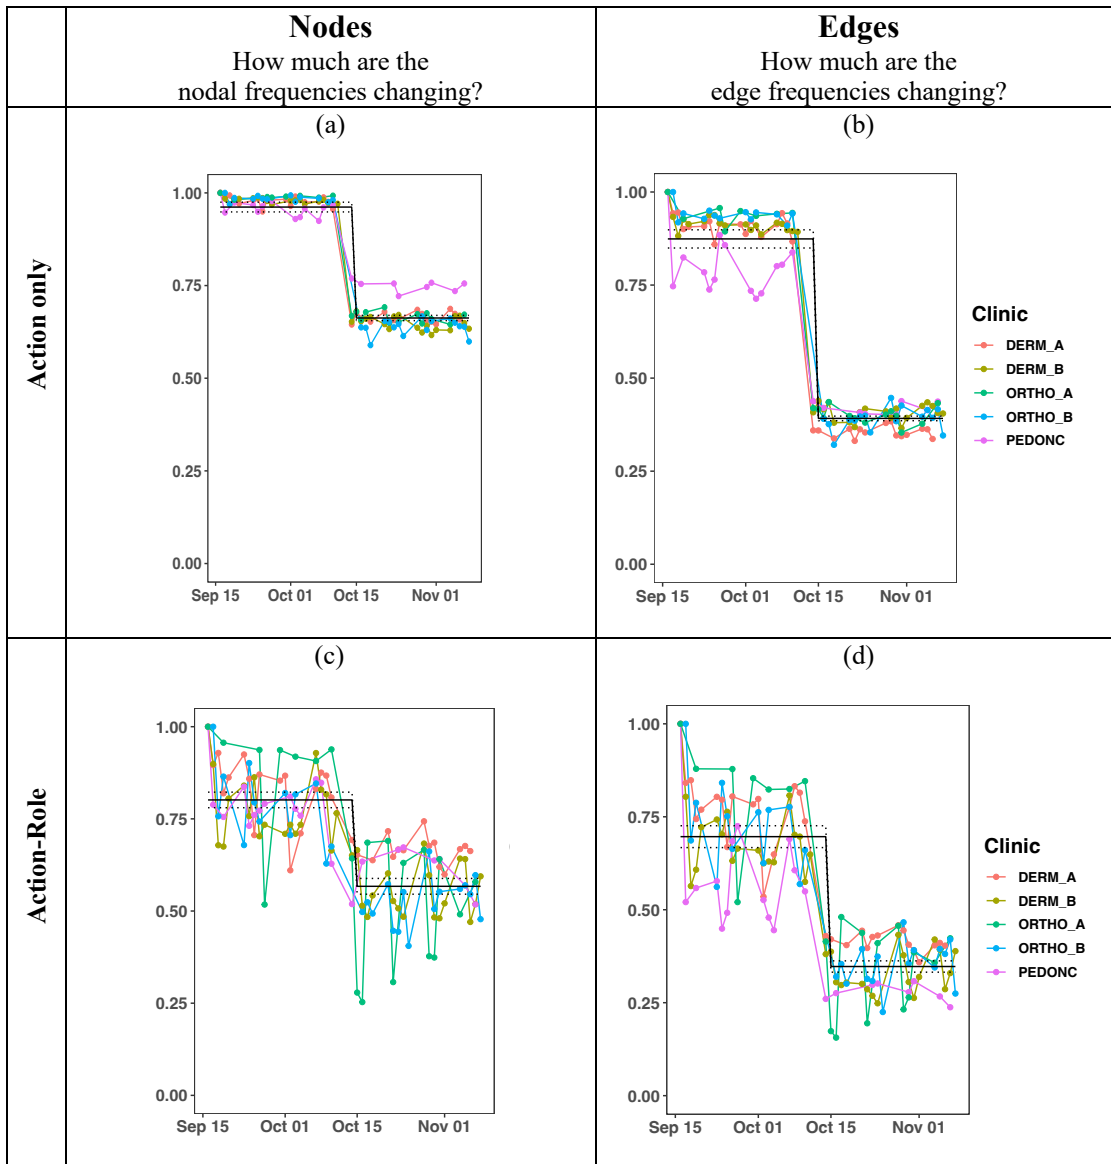 Nodes
How much are the
nodal frequencies changing?
Edges
How much are the
edge frequencies changing?
Action only
(a)
1.00
0.75
0.50
0.25
0.00
Sep 15 Oct 01 Oct 15 Nov 01
(b)
1.00
0.75
0.50
0.25
0.00
Sep 15 Oct 01 Oct 15 Nov 01
Clinic
DERM_A
DERM_B
ORTHO_A
ORTHO_B
PEDONC
Action-Role
(c)
1.00
0.75
0.50
0.25
0.00
Sep 15 Oct 01 Oct 15 Nov 01
(d)
1.00
0.75
0.50
0.25
0.00
Sep 15 Oct 01 Oct 15 Nov 01
Clinic
DERM_A
DERM_B
ORTHO_A
ORTHO_B
PEDONC